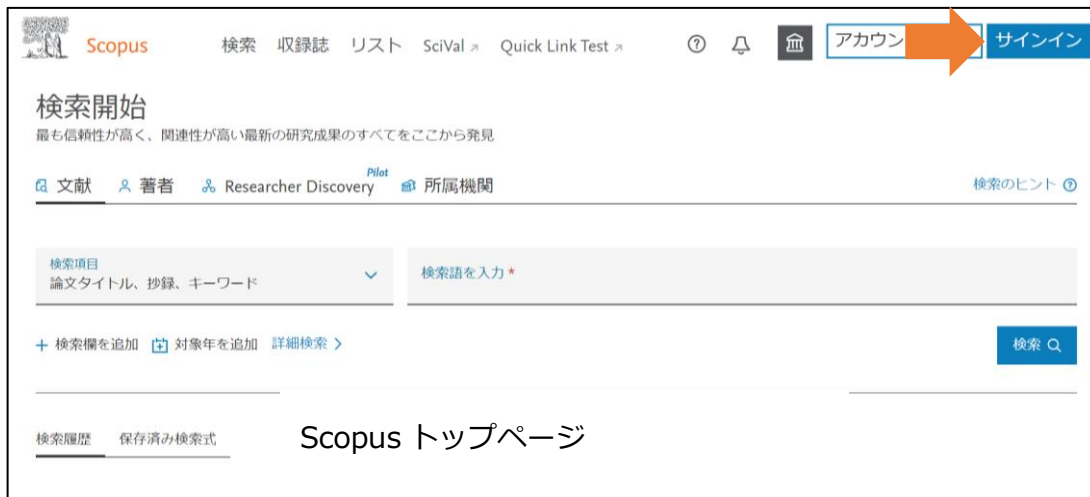 Scopus 検索 収録誌 リスト SciVal Quick Link Test アカウン サインイン
検索開始
最も信頼性が高く、関連性が高い最新の研究成果のすべてをここから発見
文献 著者 Researcher Discovery Pilot 所属機関 検索のヒント
検索項目
論文タイトル、抄録、キーワード
検索語を入力 *
+ 検索欄を追加 対象年を追加 詳細検索 > 検索
検索履歴 保存済み検索式
Scopus トップページ